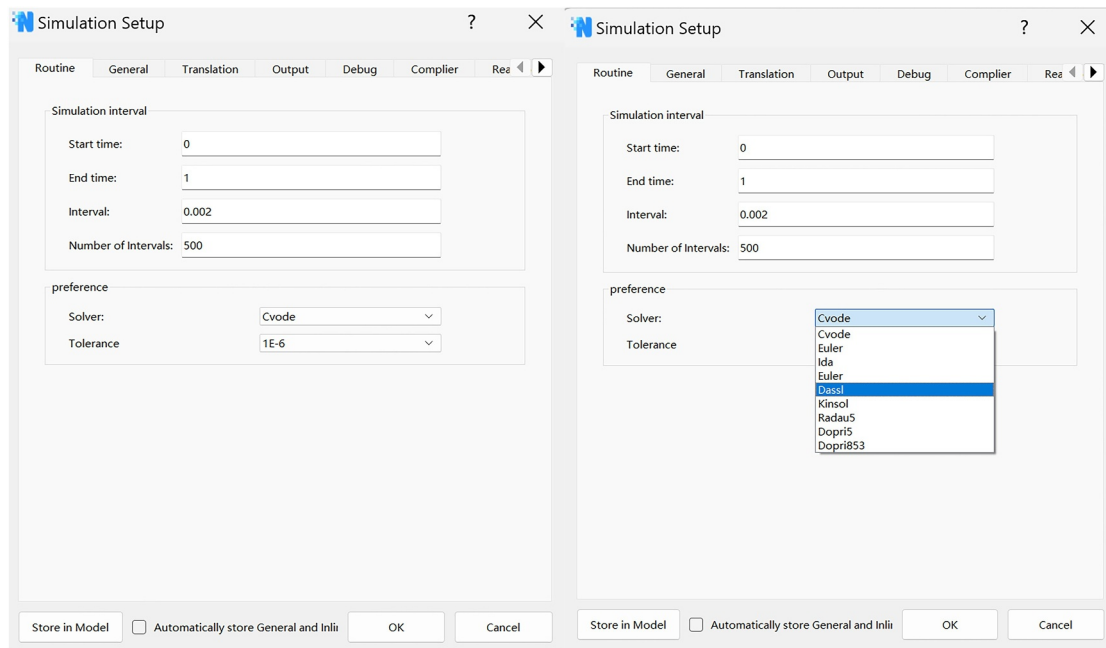 Simulation Setup
?
Routine General Translation Output Debug Complier Rea
Simulation interval
Start time: 0
End time: 1
Interval: 0.002
Number of Intervals: 500
preference
Solver: Cvode
Tolerance 1E-6
Store in Model Automatically store General and Inli OK Cancel
Simulation Setup
?
Routine General Translation Output Debug Complier Rea
Simulation interval
Start time: 0
End time: 1
Interval: 0.002
Number of Intervals: 500
preference
Solver: Cvode
Tolerance
Cvode
Euler
Ida
Euler
Dassl
Kinsol
Radau5
Dopri5
Dopri853
Store in Model Automatically store General and Inli OK Cancel